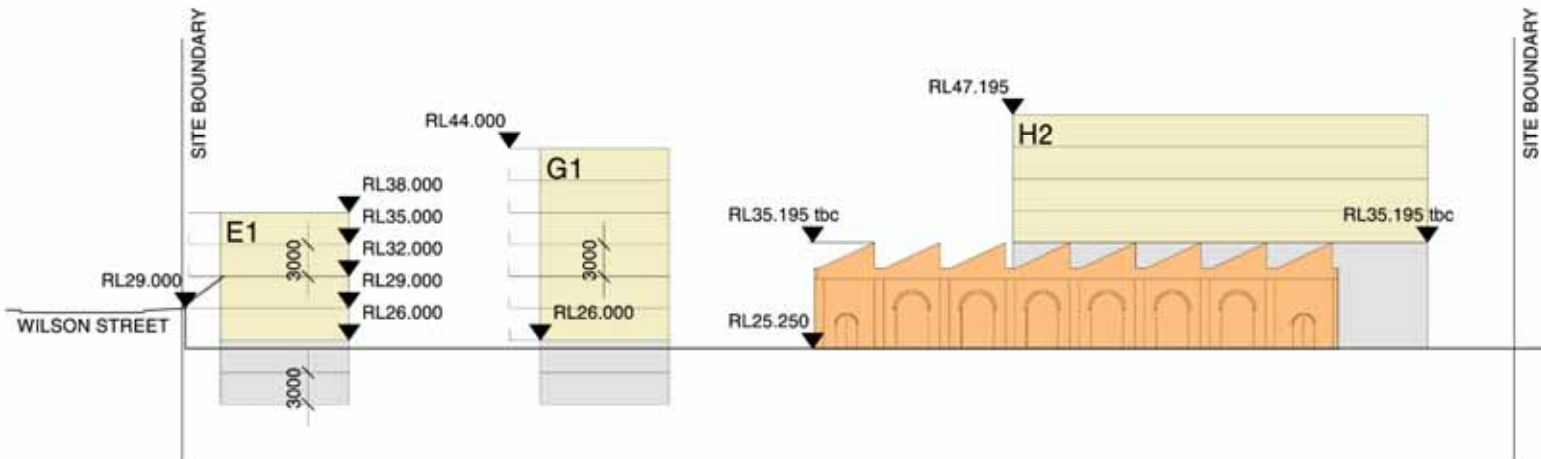 SITE BOUNDARY
SITE BOUNDARY
RL47.195
H2
RL44.000
G1
RL38.000
RL35.000
RL32.000
RL29.000
RL26.000
E1
3000
3000
3000
RL29.000
WILSON STREET
RL26.000
RL35.195 tbc
RL35.195 tbc
RL25.250